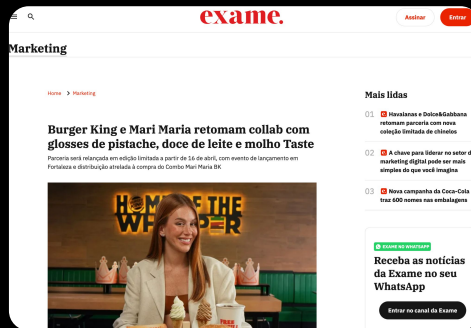 exame.
Assinar
Entrar
Marketing
Home > Marketing
Burger King e Mari Maria retomam collab com
glosses de pistache, doce de leite e molho Taste
Parceria será relançada em edição limitada a partir de 16 de abril, com evento de lançamento em
Fortaleza e distribuição atrelada à compra do Combo Mari Maria BK
HOME OF THE
WHOPPER
Mais lidas
01 Havaianas e Dolce&Gabbana
retomam parceria com nova
coleção limitada de chinelos
02 A chave para liderar no setor d
marketing digital pode ser mais
simples do que você imagina
03 Nova campanha da Coca-Cola
traz 600 nomes nas embalagens
EXAME NO WHATSAPP
Receba as notícias
da Exame no seu
WhatsApp
Entrar no canal da Exame